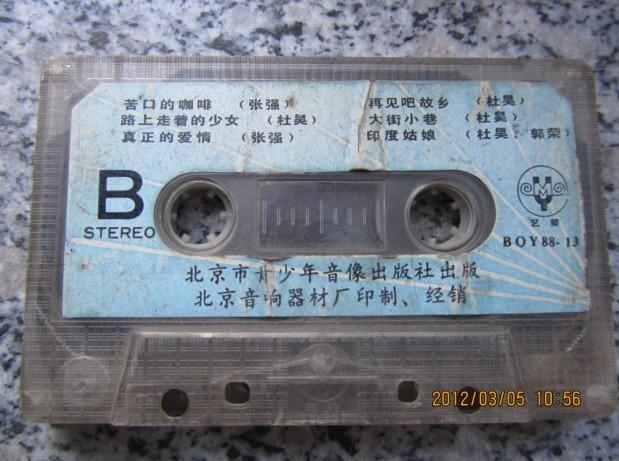 苦口的咖啡 （张强）
路上走着的少女 （杜昊）
真正的爱情 （张强）
再见吧故乡 （杜昊）
大街小巷 （杜昊）
印度姑娘 （杜昊、郭荣）
B
STEREO
BOY88-13
北京市青少年音像出版社出版
北京音响器材厂印制、经销
2012/03/05 10:56